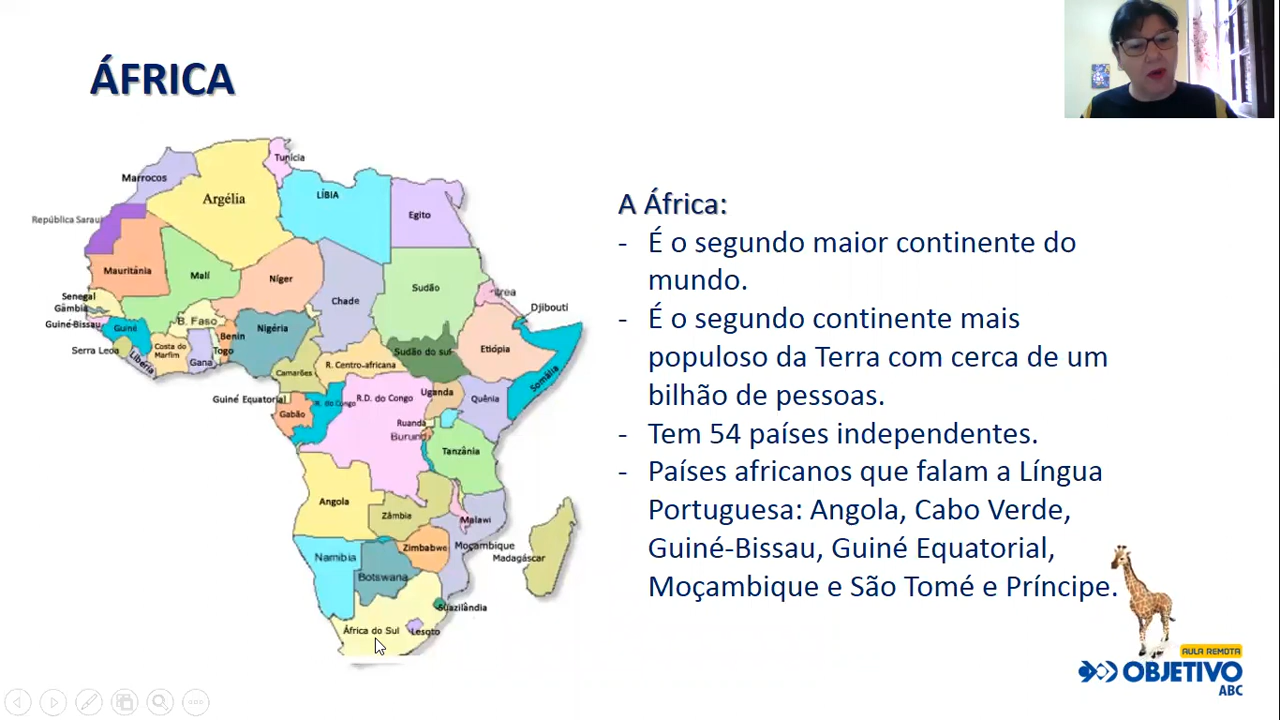 ÁFRICA
Tunícia
Marrocos
Argélia
LÍBIA
Egito
República Saraui
Mauritânia
Malí
Níger
Chade
Sudão
Djibouti
Senegal
Gâmbia
Guiné-Bissau
Guiné
B. Faso
Benin
Nigéria
Etiópia
Serra Leoa
Libéria
Costa do
Marfim
Gana
Togo
Camarões
R. Centro-africana
Sudão do sul
Somália
Guiné Equatorial
Gabão
R. do Congo
R.D. do Congo
Uganda
Quênia
Ruanda
Burundi
Tanzânia
Angola
Zâmbia
Malawi
Moçambique
Madagáscar
Zimbabwe
Namíbia
Botswana
Suazilândia
África do Sul
Lesoto
A África:
- É o segundo maior continente do
mundo.
- É o segundo continente mais
populoso da Terra com cerca de um
bilhão de pessoas.
- Tem 54 países independentes.
- Países africanos que falam a Língua
Portuguesa: Angola, Cabo Verde,
Guiné-Bissau, Guiné Equatorial,
Moçambique e São Tomé e Príncipe.
AULA REMOTA
OBJETIVO
ABC